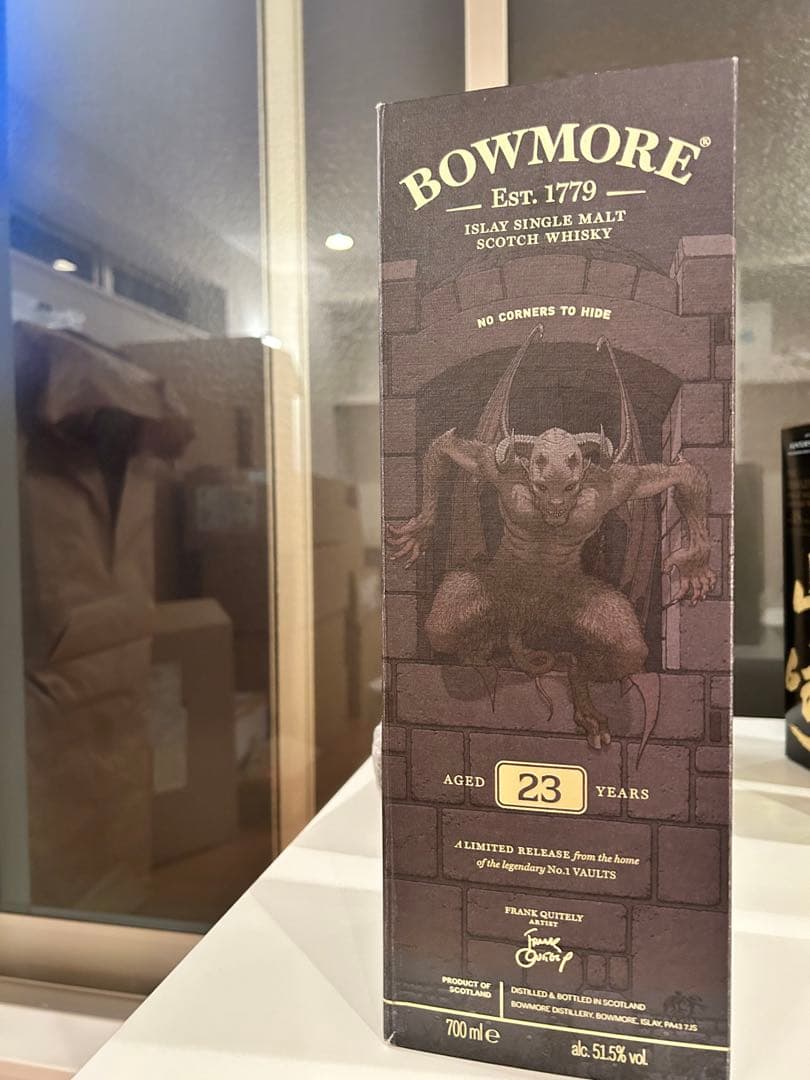 BOWMORE®
EST. 1779
ISLAY SINGLE MALT
SCOTCH WHISKY
NO CORNERS TO HIDE
AGED 23 YEARS
A LIMITED RELEASE from the home
of the legendary No.1 VAULTS
FRANK QUITELY
ARTIST
Frank
Quitely
PRODUCT OF
SCOTLAND
DISTILLED & BOTTLED IN SCOTLAND
BOWMORE DISTILLERY, BOWMORE, ISLAY, PA43 7JS
700 ml e
alc. 51.5% vol.